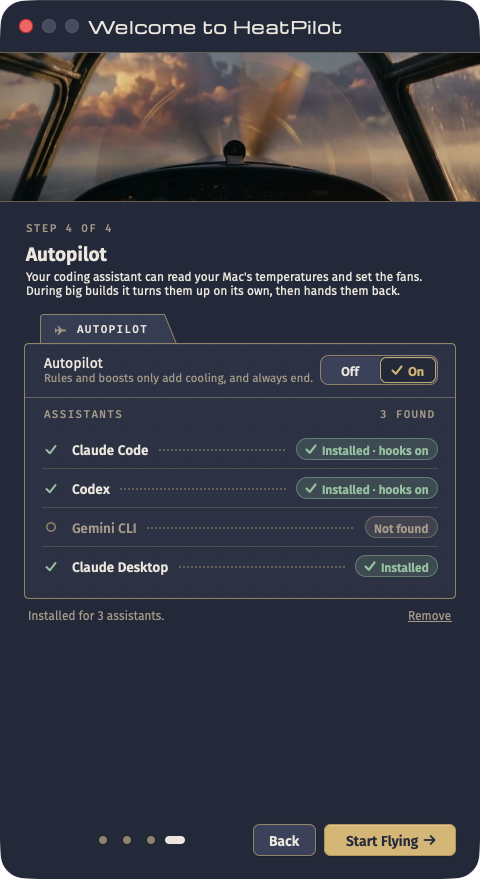 Welcome to HeatPilot
STEP 4 OF 4
Autopilot
Your coding assistant can read your Mac's temperatures and set the fans.
During big builds it turns them up on its own, then hands them back.
AUTOPILOT
Autopilot
Rules and boosts only add cooling, and always end.
Off
On
ASSISTANTS
3 FOUND
Claude Code
Installed · hooks on
Codex
Installed · hooks on
Gemini CLI
Not found
Claude Desktop
Installed
Installed for 3 assistants.
Remove
Back
Start Flying →